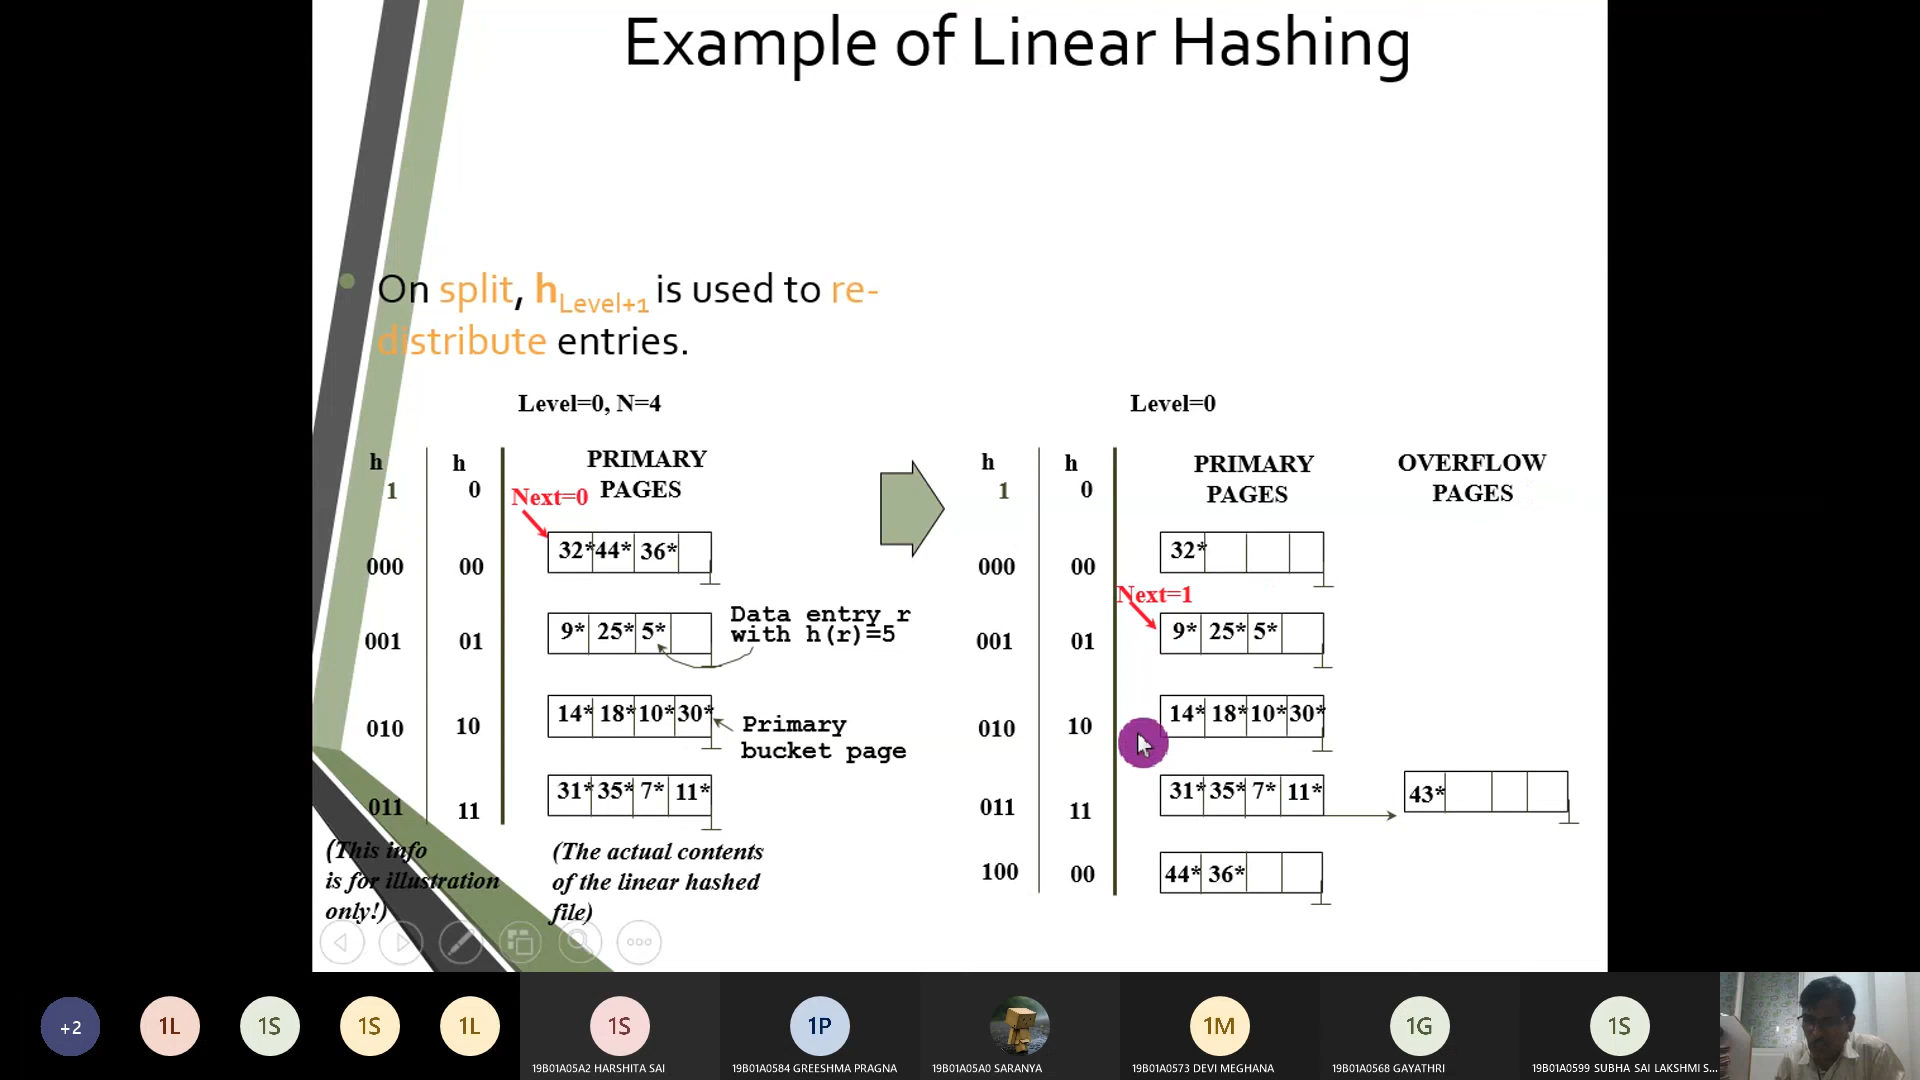 Example of Linear Hashing
On split, hLevel+1 is used to re-
distribute entries.
Level=0, N=4
h
1
h
0
PRIMARY
PAGES
Next=0
000
00
32* 44* 36*
001
01
9* 25* 5*
Data entry r
with h(r)=5
010
10
14* 18* 10* 30*
Primary
bucket page
011
11
31* 35* 7* 11*
(This info
is for illustration
only!)
(The actual contents
of the linear hashed
file)
Level=0
h
1
h
0
PRIMARY
PAGES
OVERFLOW
PAGES
000
00
32*
Next=1
001
01
9* 25* 5*
010
10
14* 18* 10* 30*
011
11
31* 35* 7* 11*
43*
100
00
44* 36*
+2
1L
1S
1S
1L
1S
19B01A05A2 HARSHITA SAI
1P
19B01A0584 GREESHMA PRAGNA
19B01A05A0 SARANYA
1M
19B01A0573 DEVI MEGHANA
1G
19B01A0568 GAYATHRI
1S
19B01A0599 SUBHA SAI LAKSHMI S...